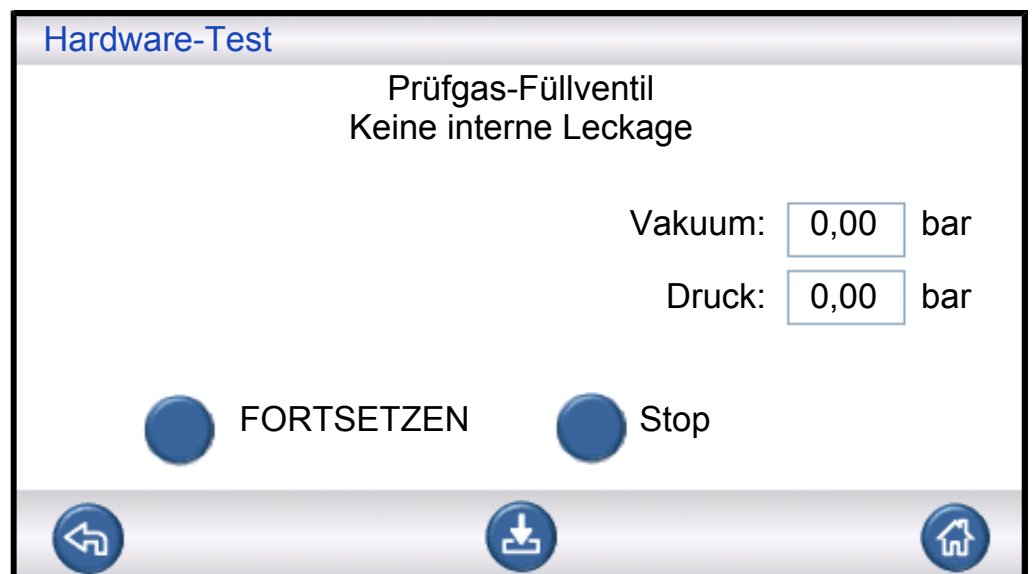 Hardware-Test
Prüfgas-Füllventil
Keine interne Leckage
Vakuum: 0,00 bar
Druck: 0,00 bar
FORTSETZEN Stop